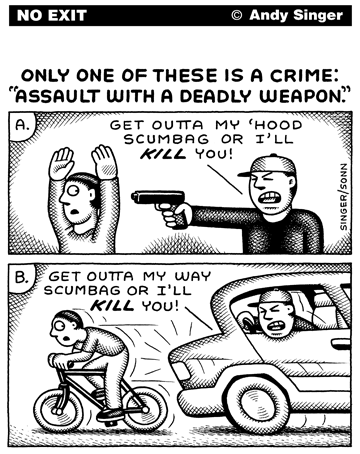 NO EXIT © Andy Singer
ONLY ONE OF THESE IS A CRIME:
"ASSAULT WITH A DEADLY WEAPON."
A.
GET OUTTA MY 'HOOD
SCUMBAG OR I'LL
KILL YOU!
SINGER/SONN
B.
GET OUTTA MY WAY
SCUMBAG OR I'LL
KILL YOU!